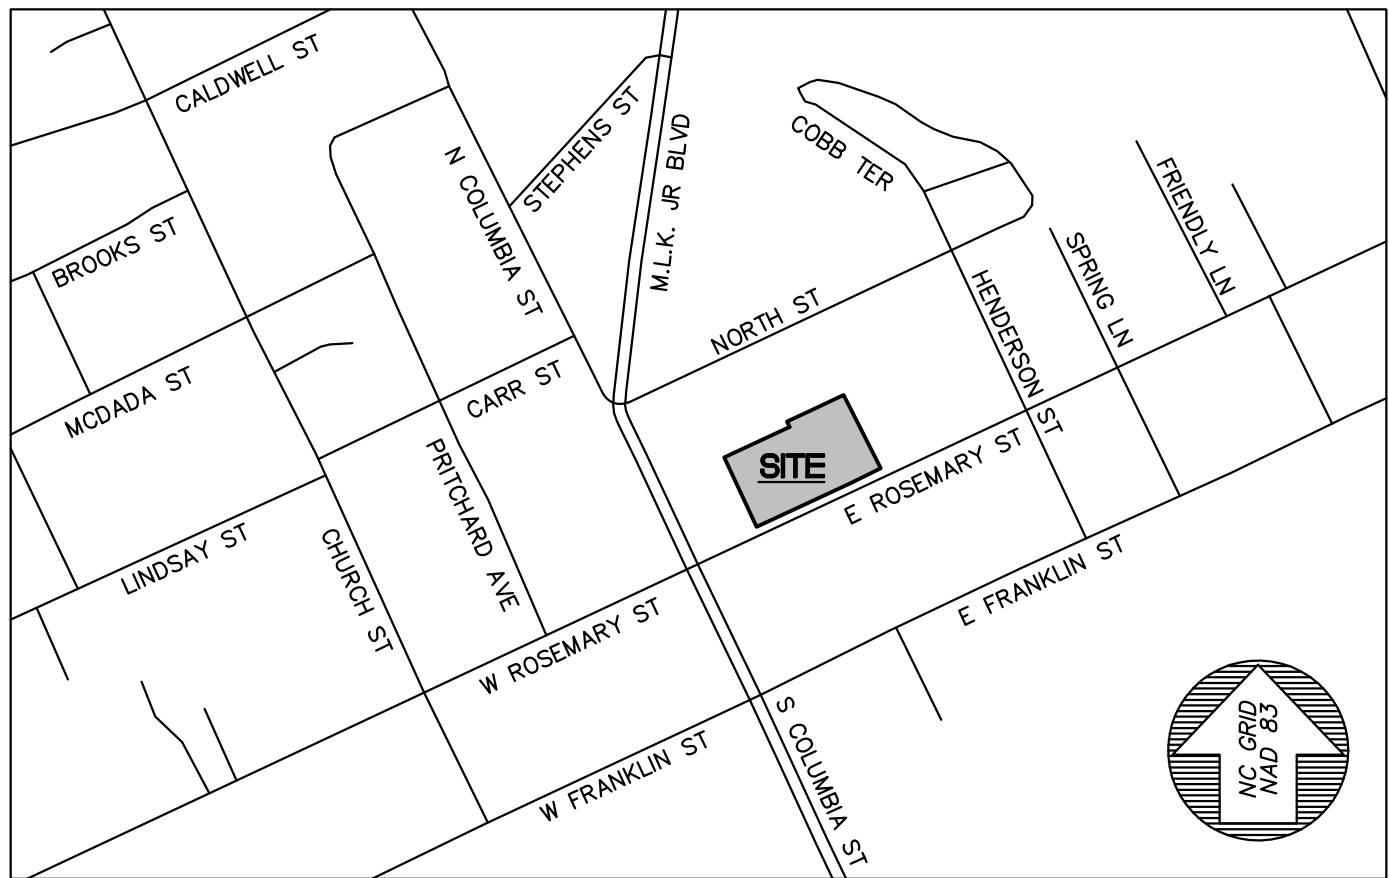 CALDWELL ST
STEPHENS ST
M.L.K. JR BLVD
COBB TER
N COLUMBIA ST
FRIENDLY LN
BROOKS ST
SPRING LN
HENDERSON ST
NORTH ST
MCDADA ST
CARR ST
PRITCHARD AVE
SITE
E ROSEMARY ST
LINDSAY ST
CHURCH ST
E FRANKLIN ST
W ROSEMARY ST
S COLUMBIA ST
W FRANKLIN ST
NC GRID
NAD 83